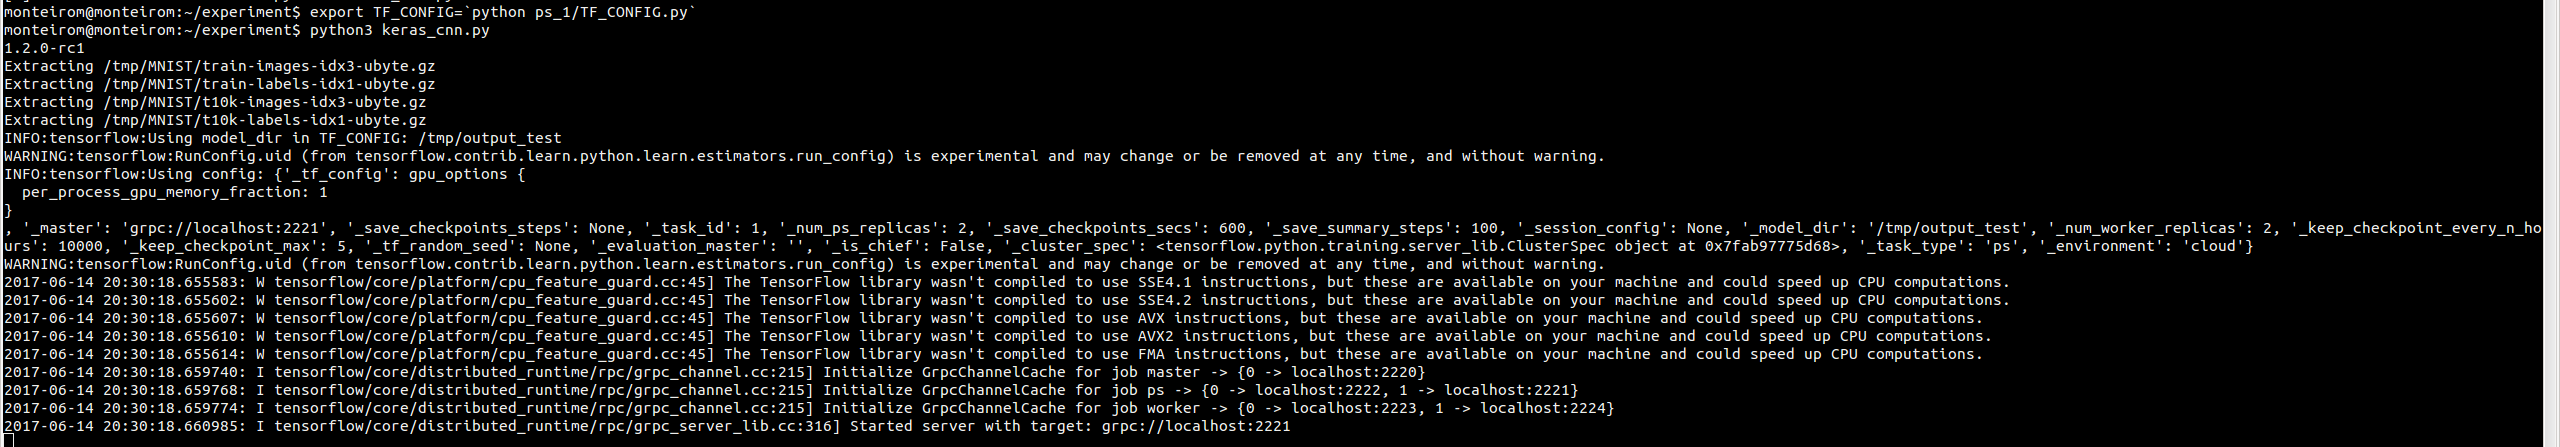 monteirom@monteirom:~/experiment$ export TF_CONFIG=`python ps_1/TF_CONFIG.py`
monteirom@monteirom:~/experiment$ python3 keras_cnn.py
1.2.0-rc1
Extracting /tmp/MNIST/train-images-idx3-ubyte.gz
Extracting /tmp/MNIST/train-labels-idx1-ubyte.gz
Extracting /tmp/MNIST/t10k-images-idx3-ubyte.gz
Extracting /tmp/MNIST/t10k-labels-idx1-ubyte.gz
INFO:tensorflow:Using model_dir in TF_CONFIG: /tmp/output_test
WARNING:tensorflow:RunConfig.uid (from tensorflow.contrib.learn.python.learn.estimators.run_config) is experimental and may change or be removed at any time, and without warning.
INFO:tensorflow:Using config: {'_tf_config': gpu_options {
  per_process_gpu_memory_fraction: 1
}
, '_master': 'grpc://localhost:2221', '_save_checkpoints_steps': None, '_task_id': 1, '_num_ps_replicas': 2, '_save_checkpoints_secs': 600, '_save_summary_steps': 100, '_session_config': None, '_model_dir': '/tmp/output_test', '_num_worker_replicas': 2, '_keep_checkpoint_every_n_ho
urs': 10000, '_keep_checkpoint_max': 5, '_tf_random_seed': None, '_evaluation_master': '', '_is_chief': False, '_cluster_spec': <tensorflow.python.training.server_lib.ClusterSpec object at 0x7fab97775d68>, '_task_type': 'ps', '_environment': 'cloud'}
WARNING:tensorflow:RunConfig.uid (from tensorflow.contrib.learn.python.learn.estimators.run_config) is experimental and may change or be removed at any time, and without warning.
2017-06-14 20:30:18.655583: W tensorflow/core/platform/cpu_feature_guard.cc:45] The TensorFlow library wasn't compiled to use SSE4.1 instructions, but these are available on your machine and could speed up CPU computations.
2017-06-14 20:30:18.655602: W tensorflow/core/platform/cpu_feature_guard.cc:45] The TensorFlow library wasn't compiled to use SSE4.2 instructions, but these are available on your machine and could speed up CPU computations.
2017-06-14 20:30:18.655607: W tensorflow/core/platform/cpu_feature_guard.cc:45] The TensorFlow library wasn't compiled to use AVX instructions, but these are available on your machine and could speed up CPU computations.
2017-06-14 20:30:18.655610: W tensorflow/core/platform/cpu_feature_guard.cc:45] The TensorFlow library wasn't compiled to use AVX2 instructions, but these are available on your machine and could speed up CPU computations.
2017-06-14 20:30:18.655614: W tensorflow/core/platform/cpu_feature_guard.cc:45] The TensorFlow library wasn't compiled to use FMA instructions, but these are available on your machine and could speed up CPU computations.
2017-06-14 20:30:18.659740: I tensorflow/core/distributed_runtime/rpc/grpc_channel.cc:215] Initialize GrpcChannelCache for job master -> {0 -> localhost:2220}
2017-06-14 20:30:18.659768: I tensorflow/core/distributed_runtime/rpc/grpc_channel.cc:215] Initialize GrpcChannelCache for job ps -> {0 -> localhost:2222, 1 -> localhost:2221}
2017-06-14 20:30:18.659774: I tensorflow/core/distributed_runtime/rpc/grpc_channel.cc:215] Initialize GrpcChannelCache for job worker -> {0 -> localhost:2223, 1 -> localhost:2224}
2017-06-14 20:30:18.660985: I tensorflow/core/distributed_runtime/rpc/grpc_server_lib.cc:316] Started server with target: grpc://localhost:2221